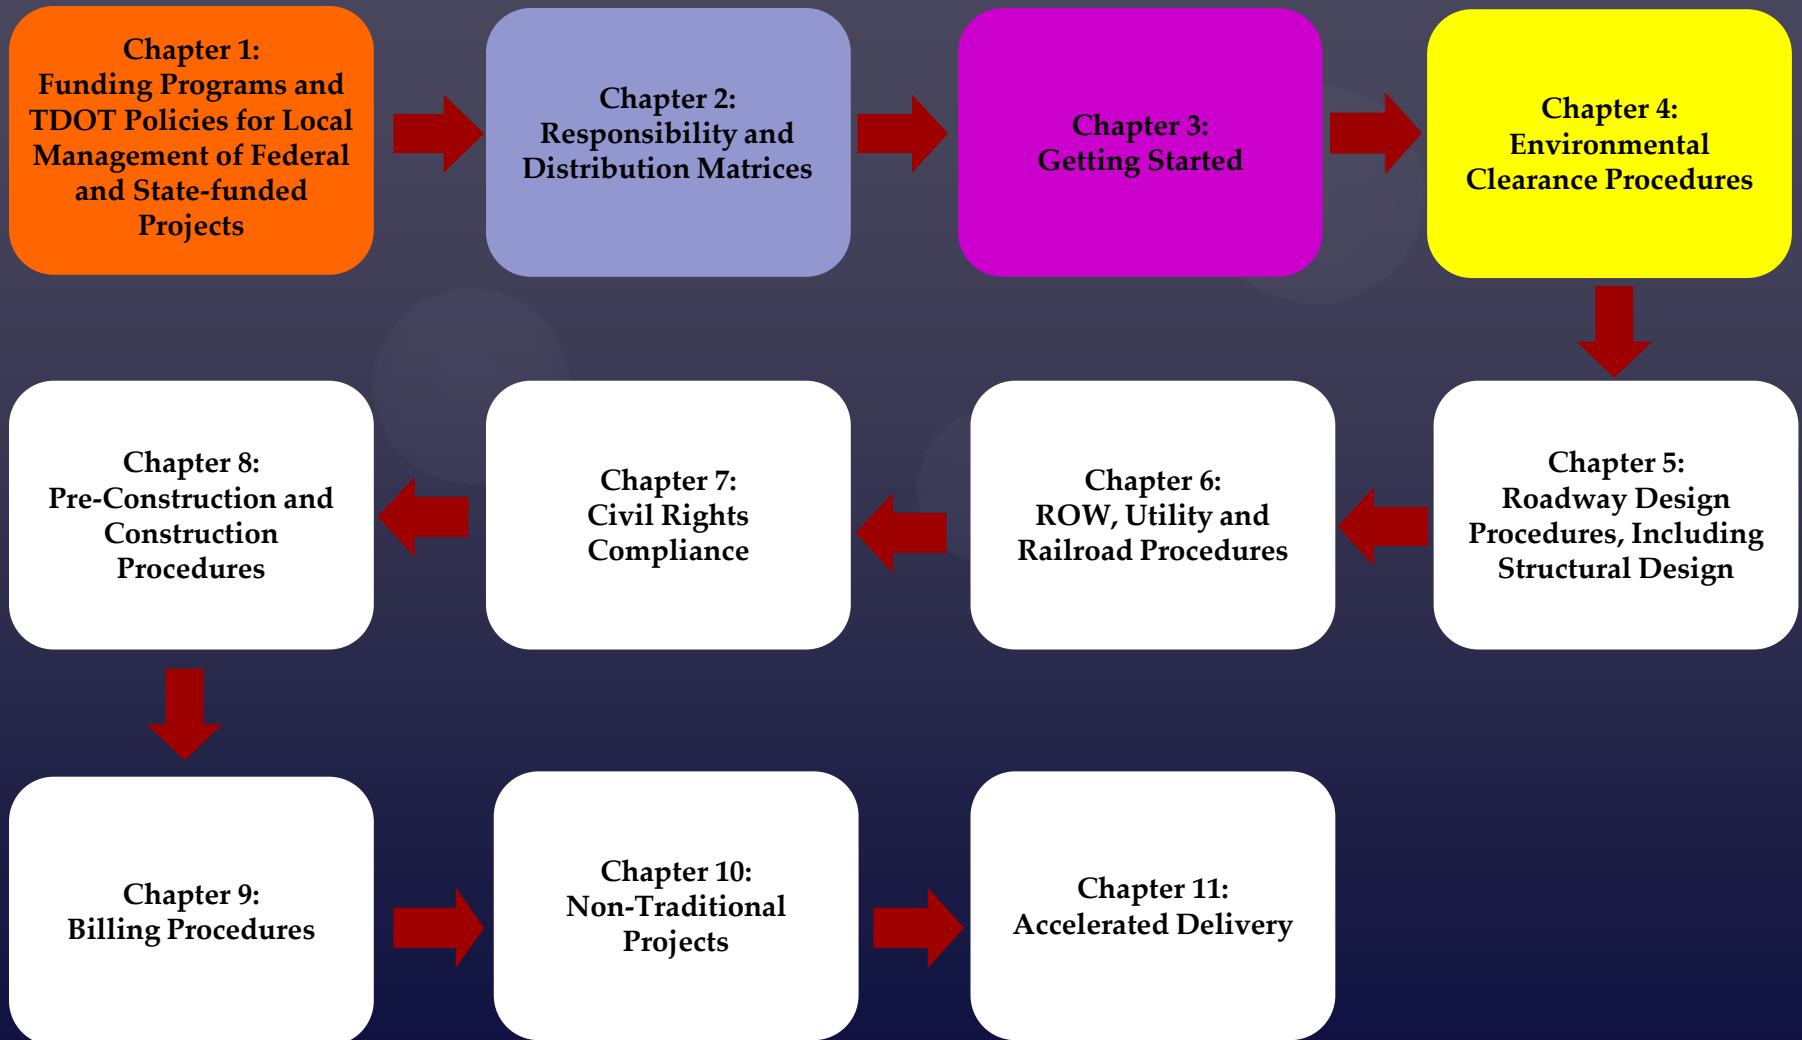 Chapter 1:
Funding Programs and
TDOT Policies for Local
Management of Federal
and State-funded
Projects
Chapter 2:
Responsibility and
Distribution Matrices
Chapter 3:
Getting Started
Chapter 4:
Environmental
Clearance Procedures
Chapter 5:
Roadway Design
Procedures, Including
Structural Design
Chapter 6:
ROW, Utility and
Railroad Procedures
Chapter 7:
Civil Rights
Compliance
Chapter 8:
Pre-Construction and
Construction
Procedures
Chapter 9:
Billing Procedures
Chapter 10:
Non-Traditional
Projects
Chapter 11:
Accelerated Delivery